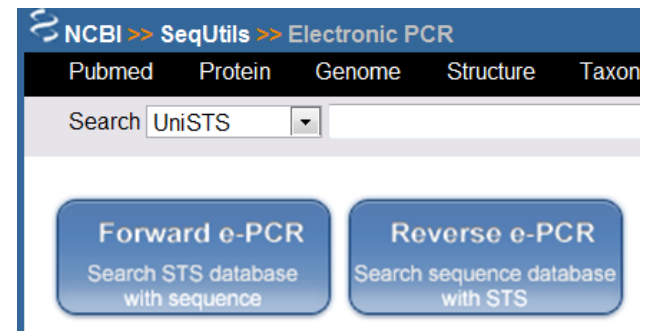 NCBI >> SeqUtils >> Electronic PCR
Pubmed Protein Genome Structure Taxon
Search UniSTS
Forward e-PCR
Search STS database
with sequence
Reverse e-PCR
Search sequence database
with STS